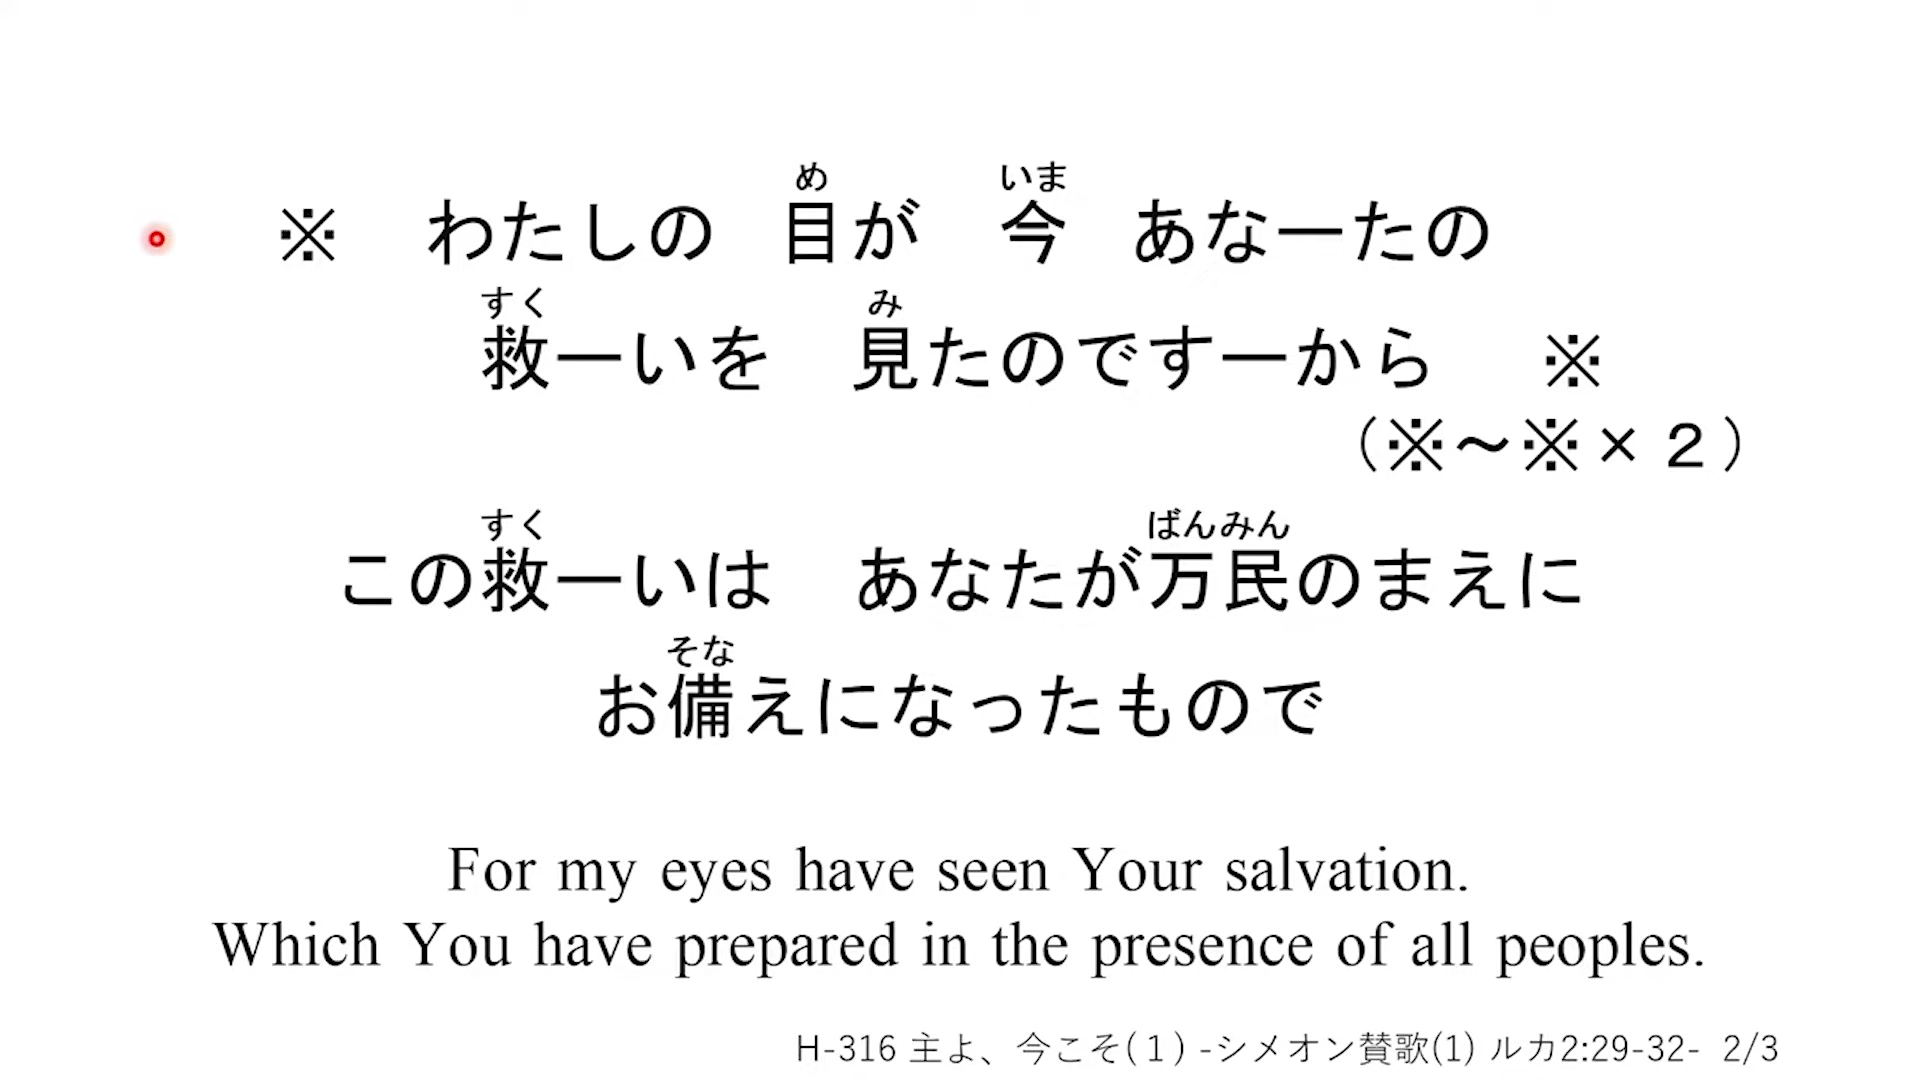 ※ わたしの 目が 今 あなーたの
め いま
救ーいを 見たのですーから ※
すく み
（※～※×２）
この救ーいは あなたが万民のまえに
すく ばんみん
お備えになったもので
そな
For my eyes have seen Your salvation.
Which You have prepared in the presence of all peoples.
H-316 主よ、今こそ(１) -シメオン賛歌(1) ルカ2:29-32- 2/3